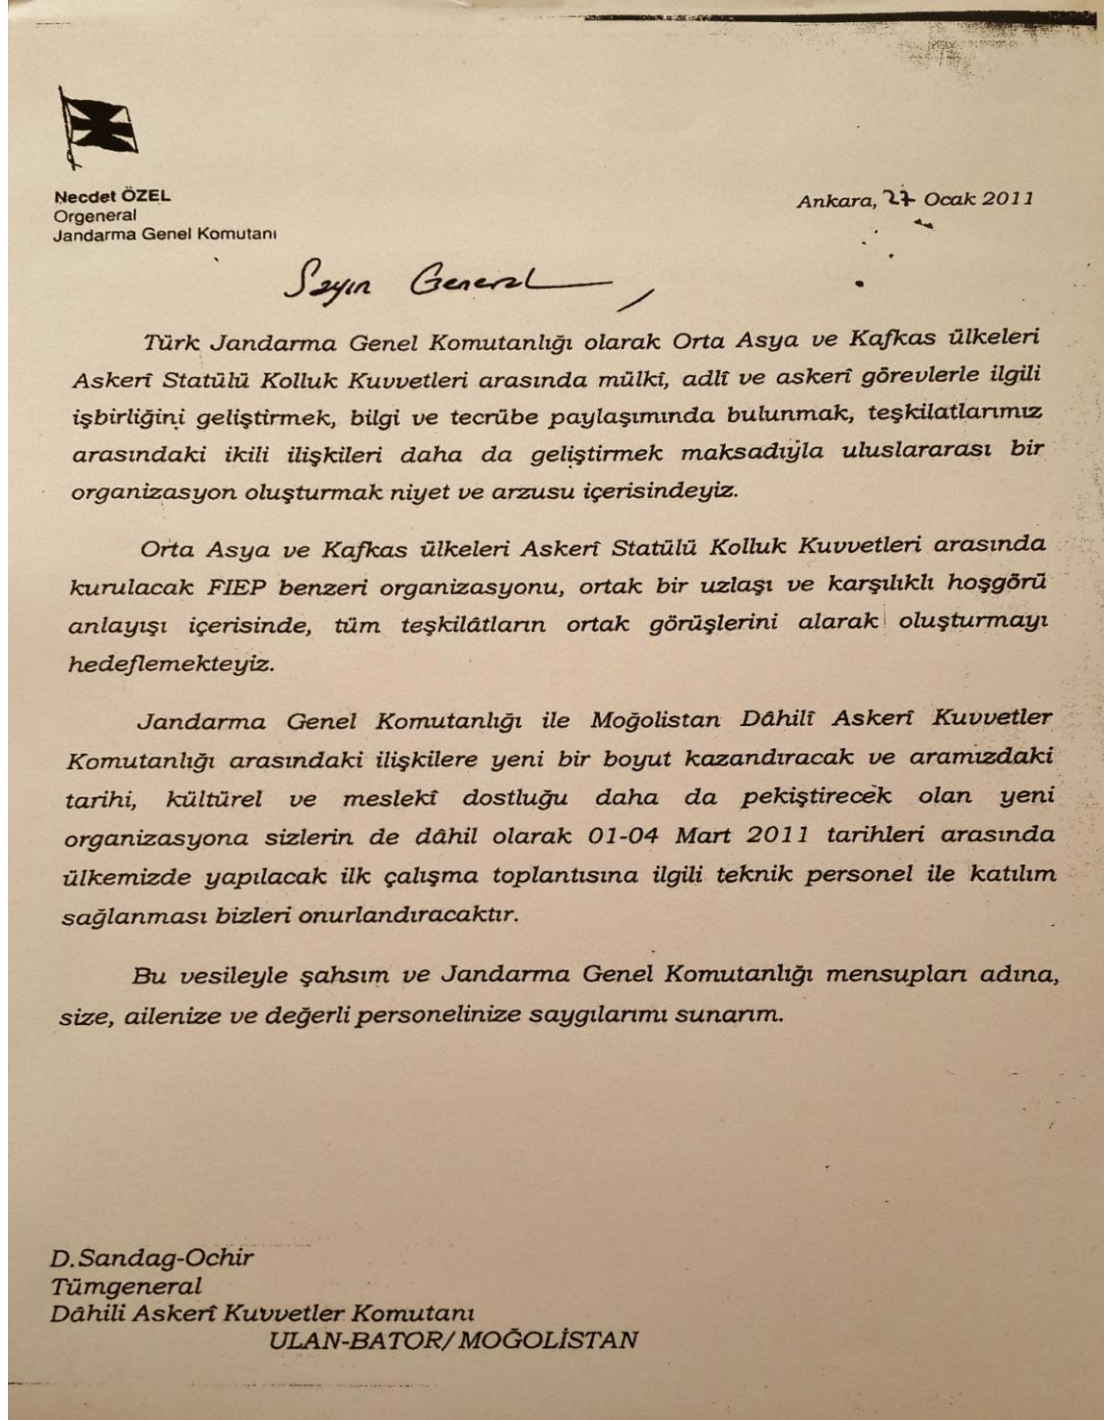 Necdet ÖZEL
Orgeneral
Jandarma Genel Komutanı
Ankara, 27 Ocak 2011
Sayın General,
Türk Jandarma Genel Komutanlığı olarak Orta Asya ve Kafkas ülkeleri
Askerî Statülü Kolluk Kuvvetleri arasında mülkî, adlî ve askerî görevlerle ilgili
işbirliğini geliştirmek, bilgi ve tecrübe paylaşımında bulunmak, teşkilatlarımız
arasındaki ikili ilişkileri daha da geliştirmek maksadıyla uluslararası bir
organizasyon oluşturmak niyet ve arzusu içerisindeyiz.
Orta Asya ve Kafkas ülkeleri Askerî Statülü Kolluk Kuvvetleri arasında
kurulacak FIEP benzeri organizasyonu, ortak bir uzlaşı ve karşılıklı hoşgörü
anlayışı içerisinde, tüm teşkilâtların ortak görüşlerini alarak oluşturmayı
hedeflemekteyiz.
Jandarma Genel Komutanlığı ile Moğolistan Dâhilî Askerî Kuvvetler
Komutanlığı arasındaki ilişkilere yeni bir boyut kazandıracak ve aramızdaki
tarihi, kültürel ve meslekî dostluğu daha da pekiştirecek olan yeni
organizasyona sizlerin de dâhil olarak 01-04 Mart 2011 tarihleri arasında
ülkemizde yapılacak ilk çalışma toplantısına ilgili teknik personel ile katılım
sağlanması bizleri onurlandıracaktır.
Bu vesileyle şahsım ve Jandarma Genel Komutanlığı mensupları adına,
size, ailenize ve değerli personelinize saygılarımı sunarım.
D.Sandag-Ochir
Tümgeneral
Dâhili Askerî Kuvvetler Komutanı
ULAN-BATOR/MOĞOLİSTAN